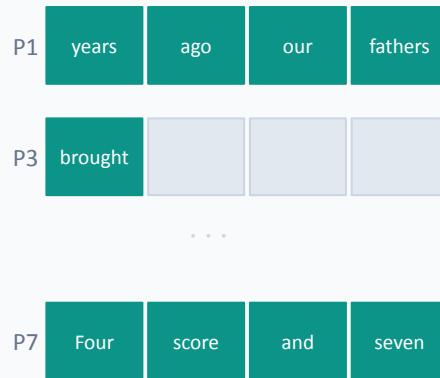 P1 years ago our fathers
P3 brought
. . .
P7 Four score and seven